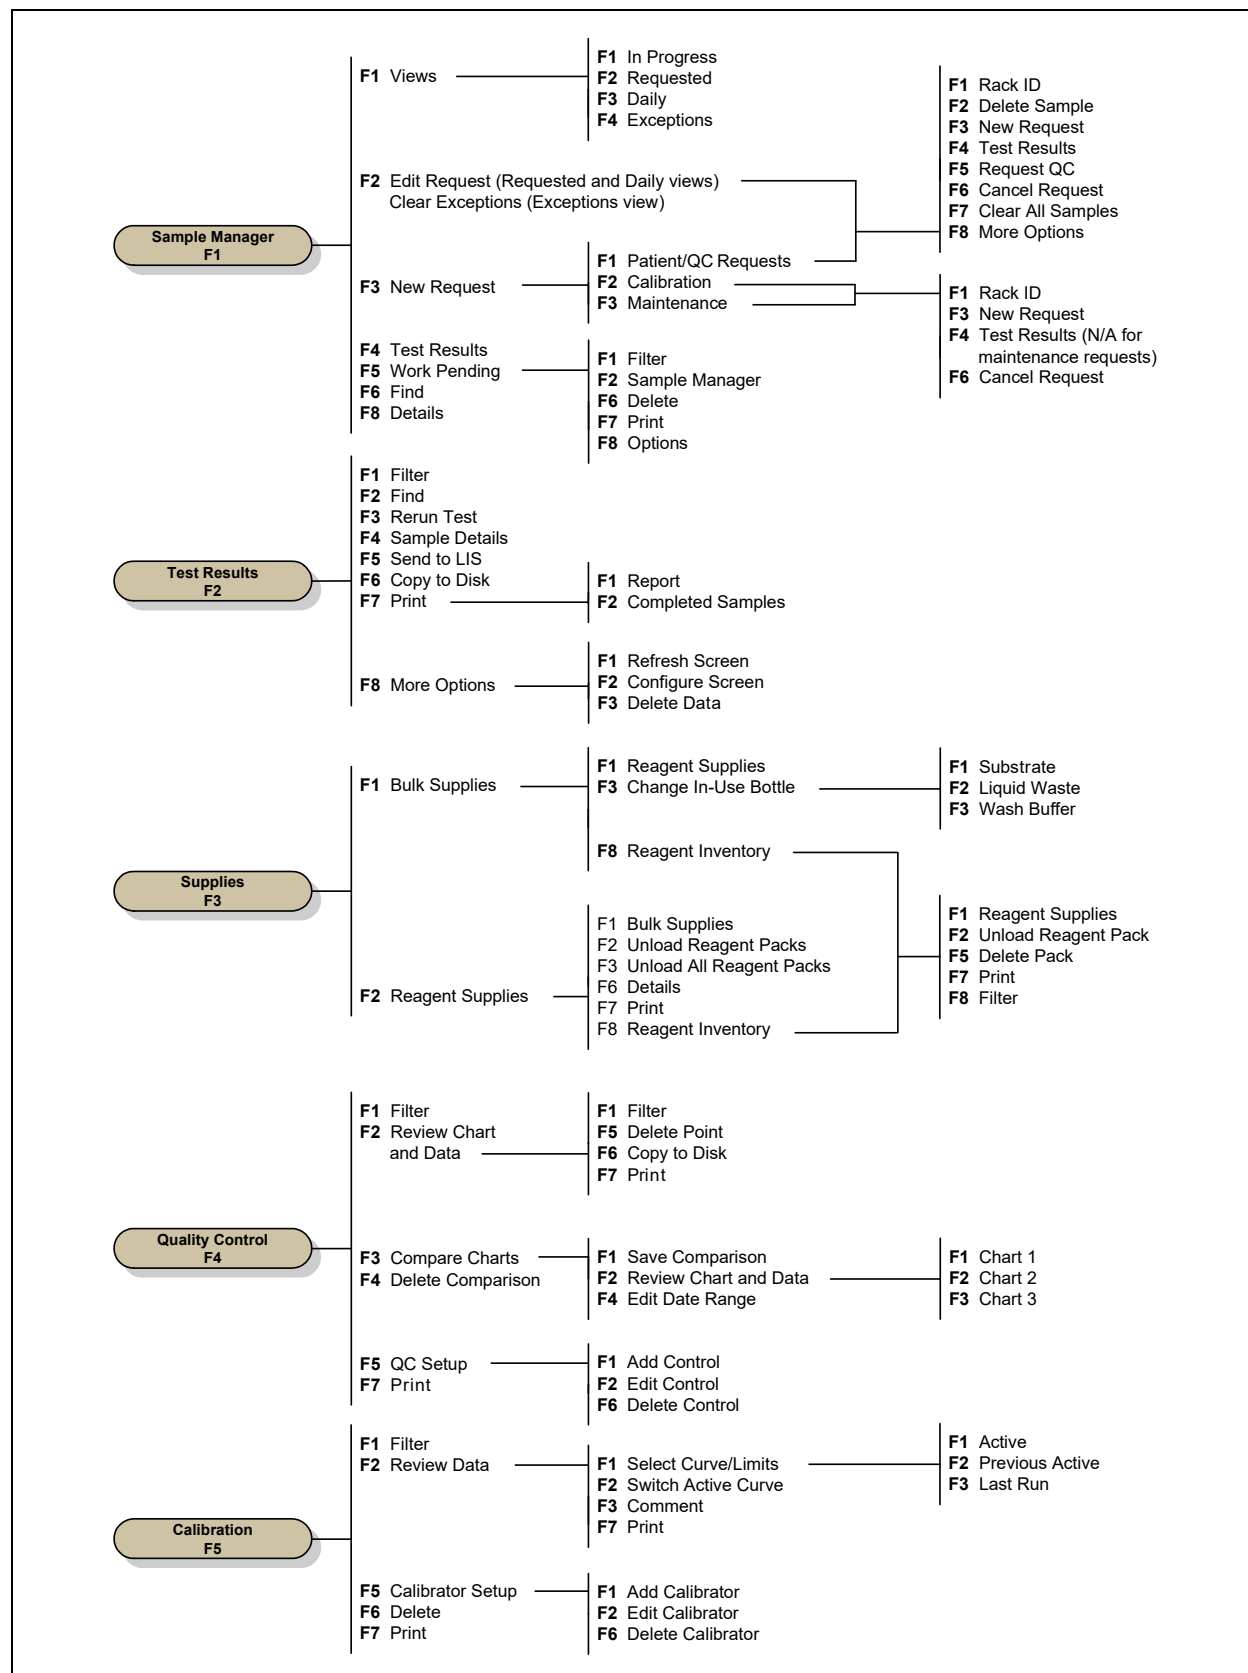 Sample Manager
F1
F1 Views
F1 In Progress
F2 Requested
F3 Daily
F4 Exceptions
F2 Edit Request (Requested and Daily views)
Clear Exceptions (Exceptions view)
F1 Rack ID
F2 Delete Sample
F3 New Request
F4 Test Results
F5 Request QC
F6 Cancel Request
F7 Clear All Samples
F8 More Options
F3 New Request
F1 Patient/QC Requests
F2 Calibration
F3 Maintenance
F1 Rack ID
F3 New Request
F4 Test Results (N/A for
maintenance requests)
F6 Cancel Request
F4 Test Results
F5 Work Pending
F6 Find
F8 Details
F1 Filter
F2 Sample Manager
F6 Delete
F7 Print
F8 Options
Test Results
F2
F1 Filter
F2 Find
F3 Rerun Test
F4 Sample Details
F5 Send to LIS
F6 Copy to Disk
F7 Print
F1 Report
F2 Completed Samples
F8 More Options
F1 Refresh Screen
F2 Configure Screen
F3 Delete Data
Supplies
F3
F1 Bulk Supplies
F1 Reagent Supplies
F3 Change In-Use Bottle
F1 Substrate
F2 Liquid Waste
F3 Wash Buffer
F8 Reagent Inventory
F2 Reagent Supplies
F1 Bulk Supplies
F2 Unload Reagent Packs
F3 Unload All Reagent Packs
F6 Details
F7 Print
F8 Reagent Inventory
F1 Reagent Supplies
F2 Unload Reagent Pack
F5 Delete Pack
F7 Print
F8 Filter
Quality Control
F4
F1 Filter
F2 Review Chart
and Data
F1 Filter
F5 Delete Point
F6 Copy to Disk
F7 Print
F3 Compare Charts
F4 Delete Comparison
F1 Save Comparison
F2 Review Chart and Data
F4 Edit Date Range
F1 Chart 1
F2 Chart 2
F3 Chart 3
F5 QC Setup
F7 Print
F1 Add Control
F2 Edit Control
F6 Delete Control
Calibration
F5
F1 Filter
F2 Review Data
F1 Select Curve/Limits
F2 Switch Active Curve
F3 Comment
F7 Print
F1 Active
F2 Previous Active
F3 Last Run
F5 Calibrator Setup
F6 Delete
F7 Print
F1 Add Calibrator
F2 Edit Calibrator
F6 Delete Calibrator